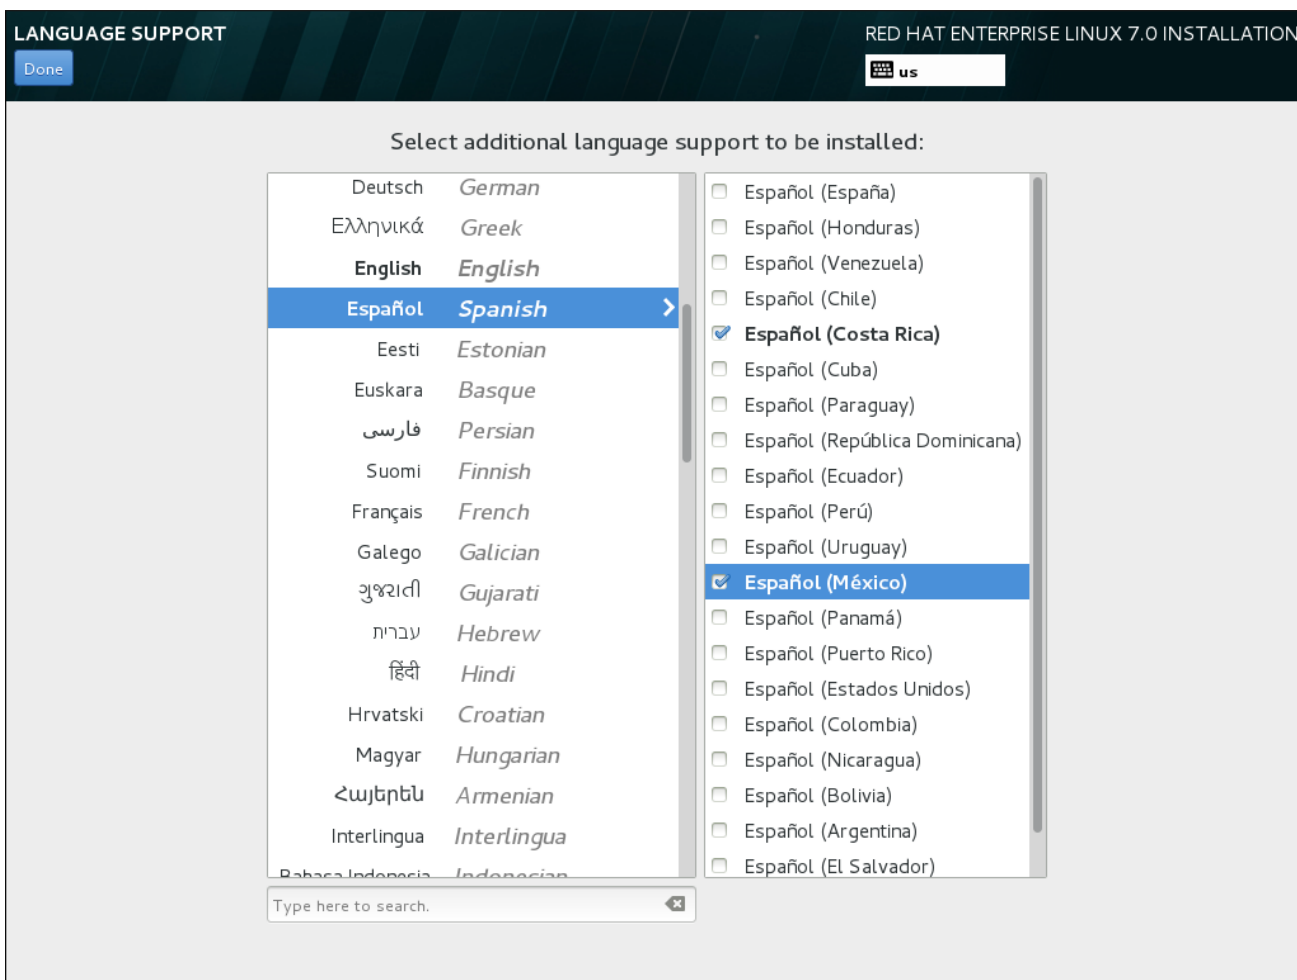 LANGUAGE SUPPORT
RED HAT ENTERPRISE LINUX 7.0 INSTALLATION
Done
us
Select additional language support to be installed:
Deutsch German
Ελληνικά Greek
English English
Español Spanish
Eesti Estonian
Euskara Basque
فارسی Persian
Suomi Finnish
Français French
Galego Galician
ગુજરાતી Gujarati
עברית Hebrew
हिंदी Hindi
Hrvatski Croatian
Magyar Hungarian
Հայերեն Armenian
Interlingua Interlingua
Bahasa Indonesia Indonesian
Español (España)
Español (Honduras)
Español (Venezuela)
Español (Chile)
Español (Costa Rica)
Español (Cuba)
Español (Paraguay)
Español (República Dominicana)
Español (Ecuador)
Español (Perú)
Español (Uruguay)
Español (México)
Español (Panamá)
Español (Puerto Rico)
Español (Estados Unidos)
Español (Colombia)
Español (Nicaragua)
Español (Bolivia)
Español (Argentina)
Español (El Salvador)
Type here to search.